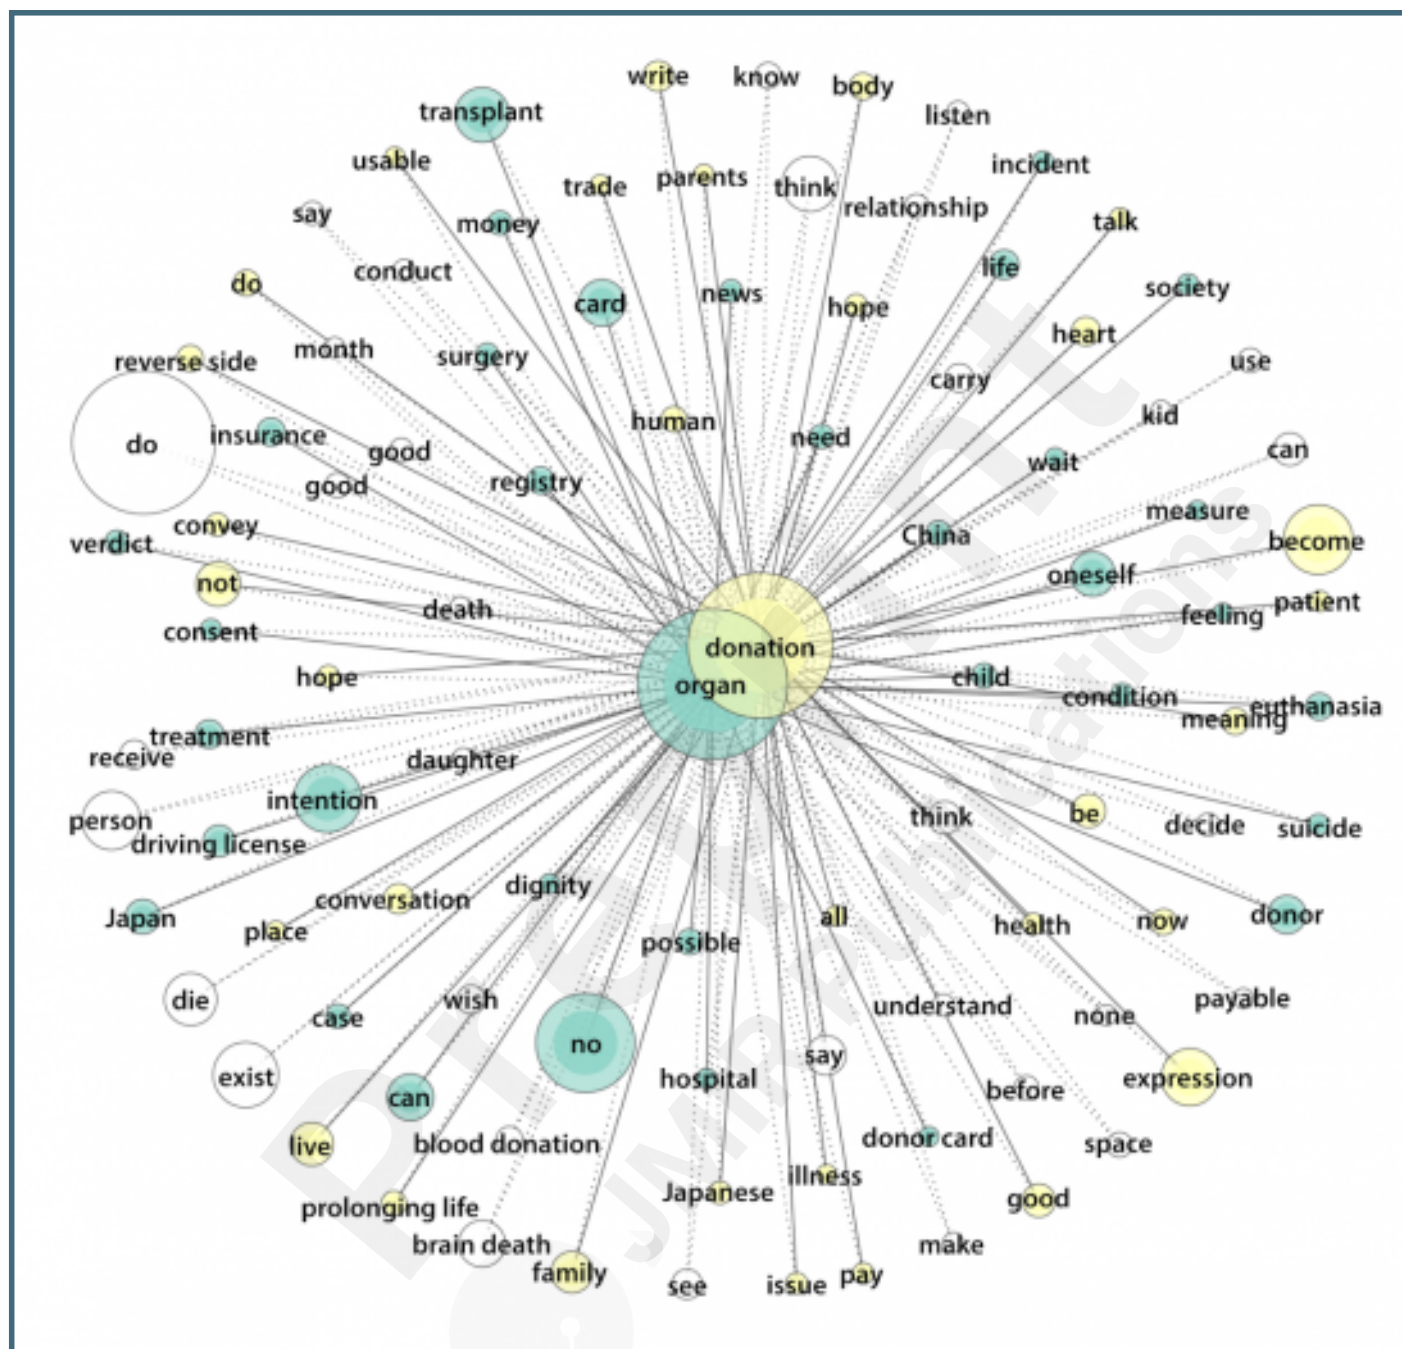 write
know
body
transplant
listen
usable
incident
trade
parents
think
relationship
say
money
talk
conduct
life
do
card
news
hope
society
reverse side
month
surgery
heart
use
carry
do
insurance
good
human
need
kid
can
good
registry
wait
convey
measure
verdict
China
become
not
death
oneself
consent
donation
feeling
patient
hope
organ
child
condition
euthanasia
meaning
treatment
receive
daughter
intention
person
driving license
think
be
decide
suicide
Japan
conversation
dignity
place
possible
all
health
now
donor
die
case
wish
understand
none
payable
exist
no
say
can
hospital
before
expression
live
blood donation
donor card
space
prolonging life
Japanese
illness
good
brain death
family
make
see
issue
pay
Preprint
JMIR Publications